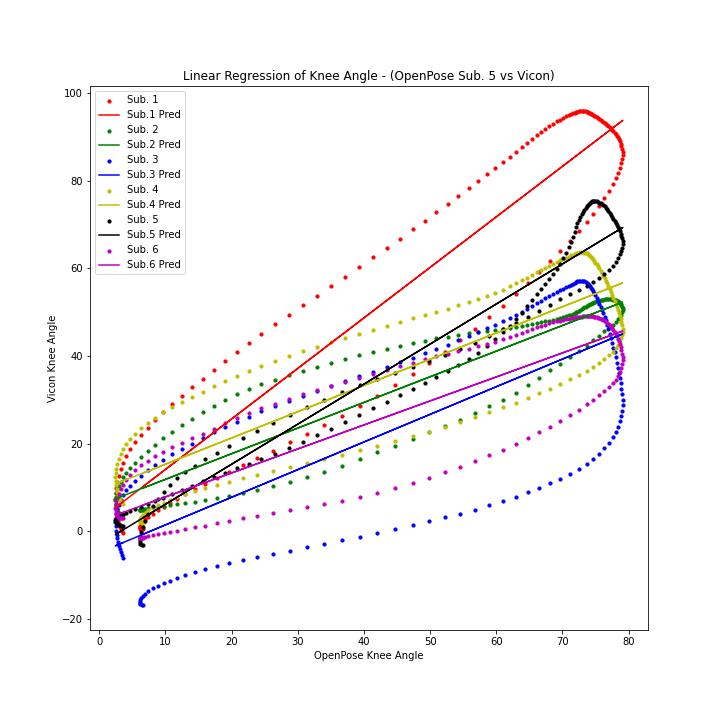 Linear Regression of Knee Angle - (OpenPose Sub. 5 vs Vicon)
Sub. 1
Sub.1 Pred
Sub. 2
Sub.2 Pred
Sub. 3
Sub.3 Pred
Sub. 4
Sub.4 Pred
Sub. 5
Sub.5 Pred
Sub. 6
Sub.6 Pred
Vicon Knee Angle
100
80
60
40
20
0
−20
0 10 20 30 40 50 60 70 80
OpenPose Knee Angle